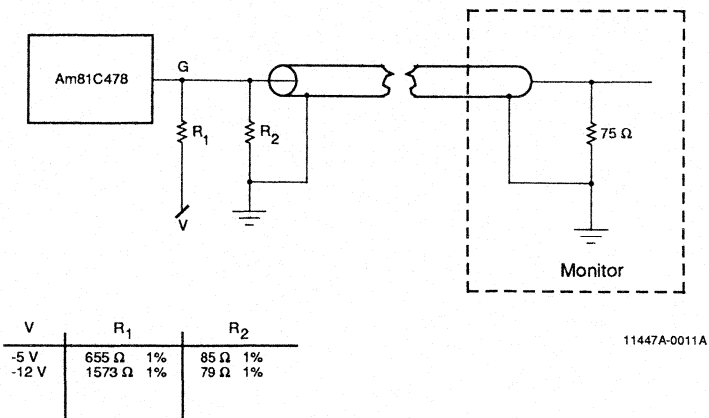 Am81C478
G
R1
R2
V
75 Ω
Monitor
V R1 R2
-5 V 655 Ω 1% 85 Ω 1%
-12 V 1573 Ω 1% 79 Ω 1%
11447A-0011A